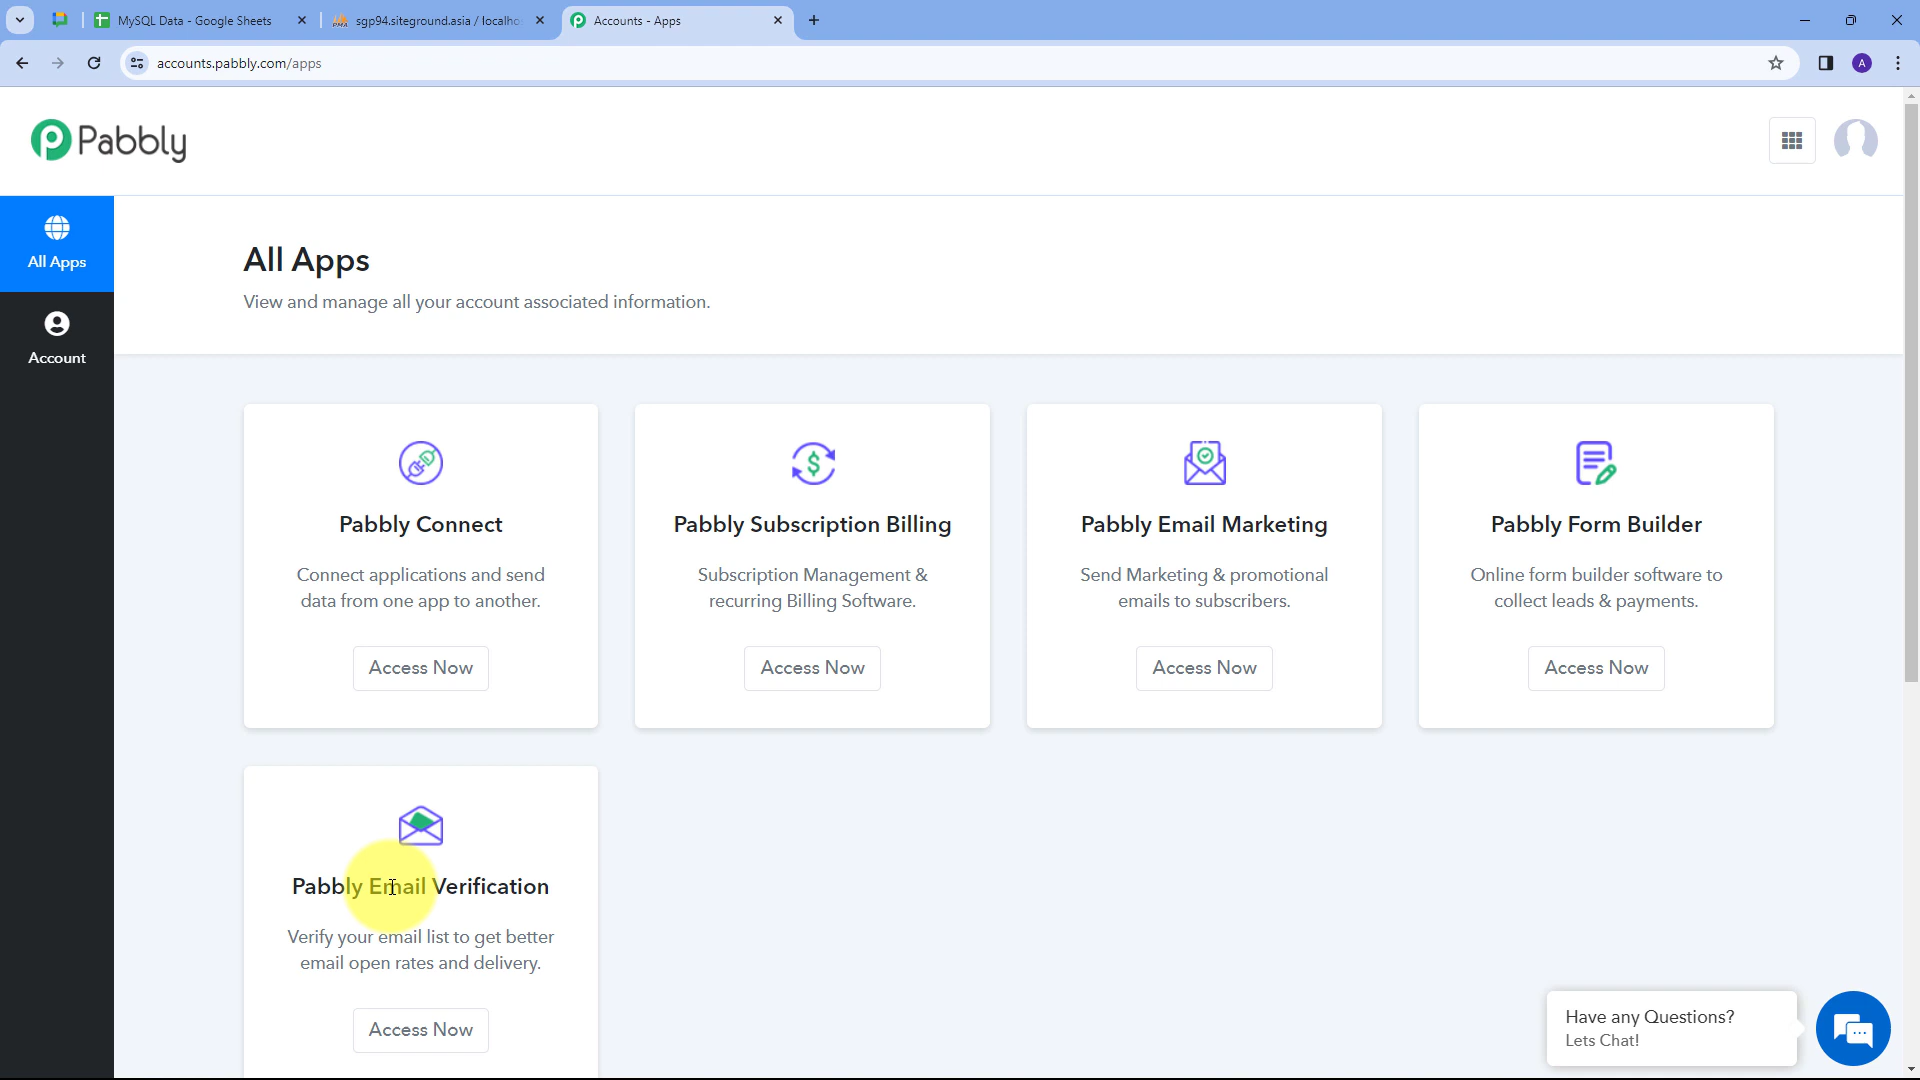 MySQL Data - Google Sheets
sgp94.siteground.asia / localho
Accounts - Apps
accounts.pabbly.com/apps
A
Pabbly
All Apps
Account
All Apps
View and manage all your account associated information.
Pabbly Connect
Connect applications and send
data from one app to another.
Access Now
Pabbly Subscription Billing
Subscription Management &
recurring Billing Software.
Access Now
Pabbly Email Marketing
Send Marketing & promotional
emails to subscribers.
Access Now
Pabbly Form Builder
Online form builder software to
collect leads & payments.
Access Now
Pabbly Email Verification
Verify your email list to get better
email open rates and delivery.
Access Now
Have any Questions?
Lets Chat!